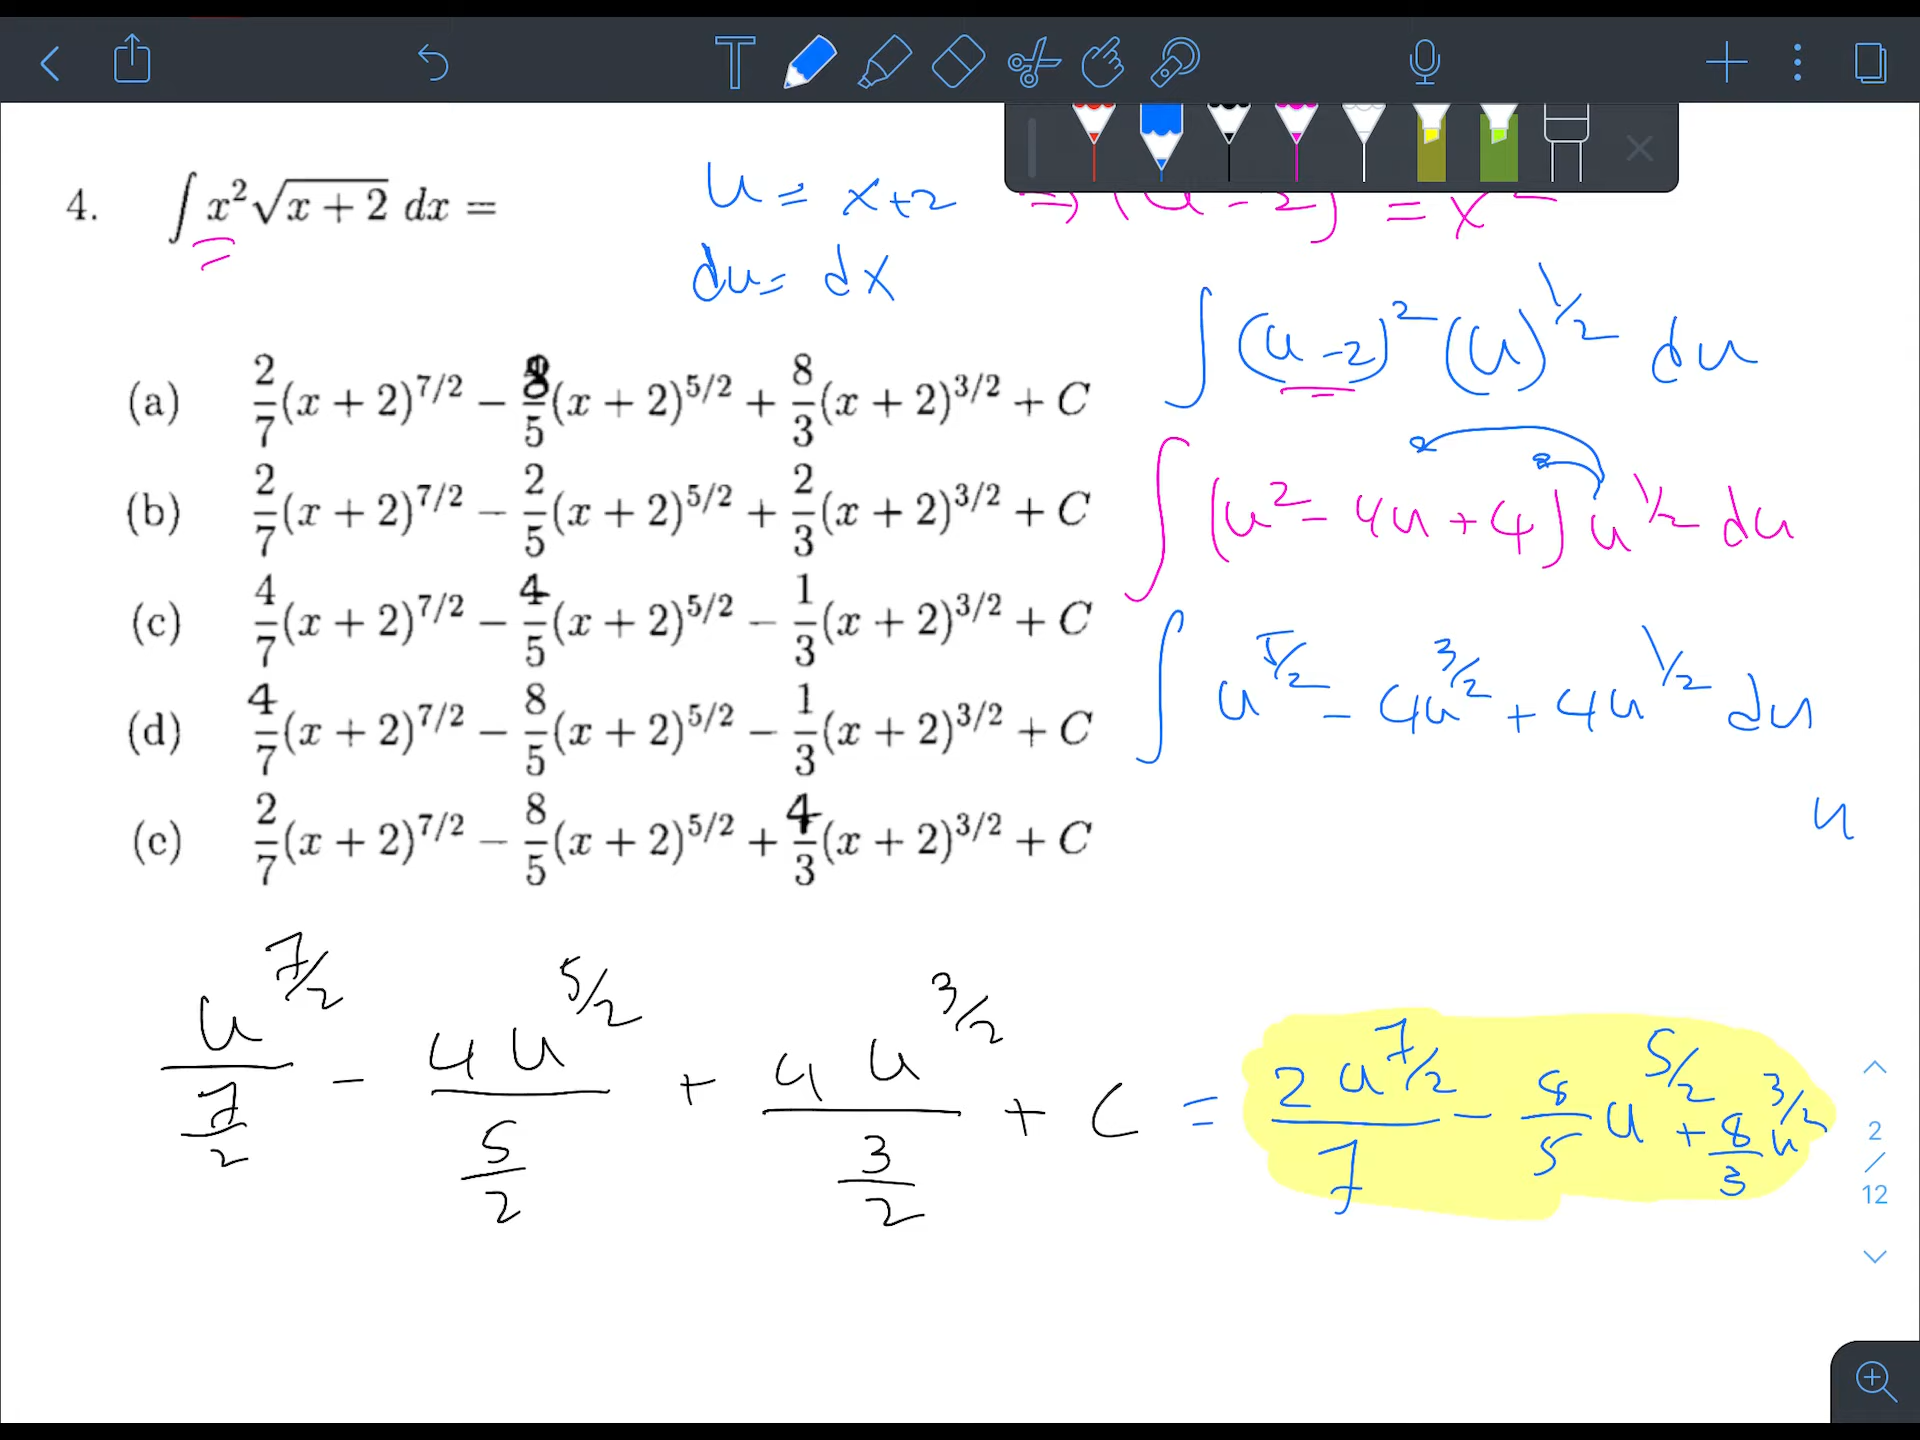 T
4. ∫ x²√(x + 2) dx =
u = x+2 ⇒ (u - 2) = x
du = dx
∫ (u - 2)² (u)^1/2 du
(a) 2/7(x + 2)^7/2 − 8/5(x + 2)^5/2 + 8/3(x + 2)^3/2 + C
(b) 2/7(x + 2)^7/2 − 2/5(x + 2)^5/2 + 2/3(x + 2)^3/2 + C
∫ (u² - 4u + 4) u^1/2 du
(c) 4/7(x + 2)^7/2 − 4/5(x + 2)^5/2 − 1/3(x + 2)^3/2 + C
(d) 4/7(x + 2)^7/2 − 8/5(x + 2)^5/2 − 1/3(x + 2)^3/2 + C
∫ u^5/2 - 4u^3/2 + 4u^1/2 du
(c) 2/7(x + 2)^7/2 − 8/5(x + 2)^5/2 + 4/3(x + 2)^3/2 + C
u
u^7/2 / 7/2 - 4u^5/2 / 5/2 + 4u^3/2 / 3/2 + C = 2u^7/2 / 7 - 8/5 u^5/2 + 8/3 u^3/2
2
/
12